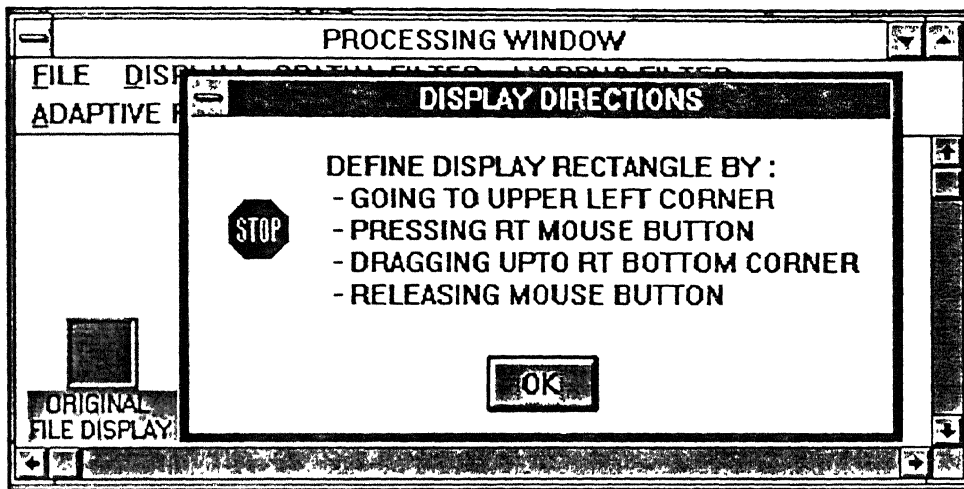 PROCESSING WINDOW
FILE
ADAPTIVE
DISPLAY DIRECTIONS
DEFINE DISPLAY RECTANGLE BY :
- GOING TO UPPER LEFT CORNER
STOP
- PRESSING RT MOUSE BUTTON
- DRAGGING UPTO RT BOTTOM CORNER
- RELEASING MOUSE BUTTON
OK
ORIGINAL
FILE DISPLAY